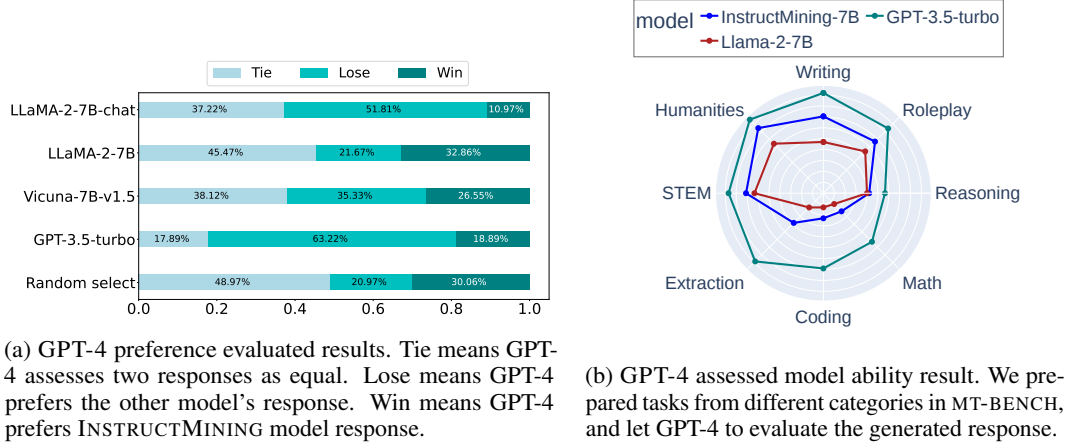 Tie Lose Win
LLaMA-2-7B-chat 37.22% 51.81% 10.97%
LLaMA-2-7B 45.47% 21.67% 32.86%
Vicuna-7B-v1.5 38.12% 35.33% 26.55%
GPT-3.5-turbo 17.89% 63.22% 18.89%
Random select 48.97% 20.97% 30.06%
0.0 0.2 0.4 0.6 0.8 1.0
(a) GPT-4 preference evaluated results. Tie means GPT-
4 assesses two responses as equal. Lose means GPT-4
prefers the other model's response. Win means GPT-4
prefers INSTRUCTMINING model response.
model InstructMining-7B GPT-3.5-turbo
Llama-2-7B
Writing
Humanities Roleplay
STEM Reasoning
Extraction Math
Coding
(b) GPT-4 assessed model ability result. We pre-
pared tasks from different categories in MT-BENCH,
and let GPT-4 to evaluate the generated response.